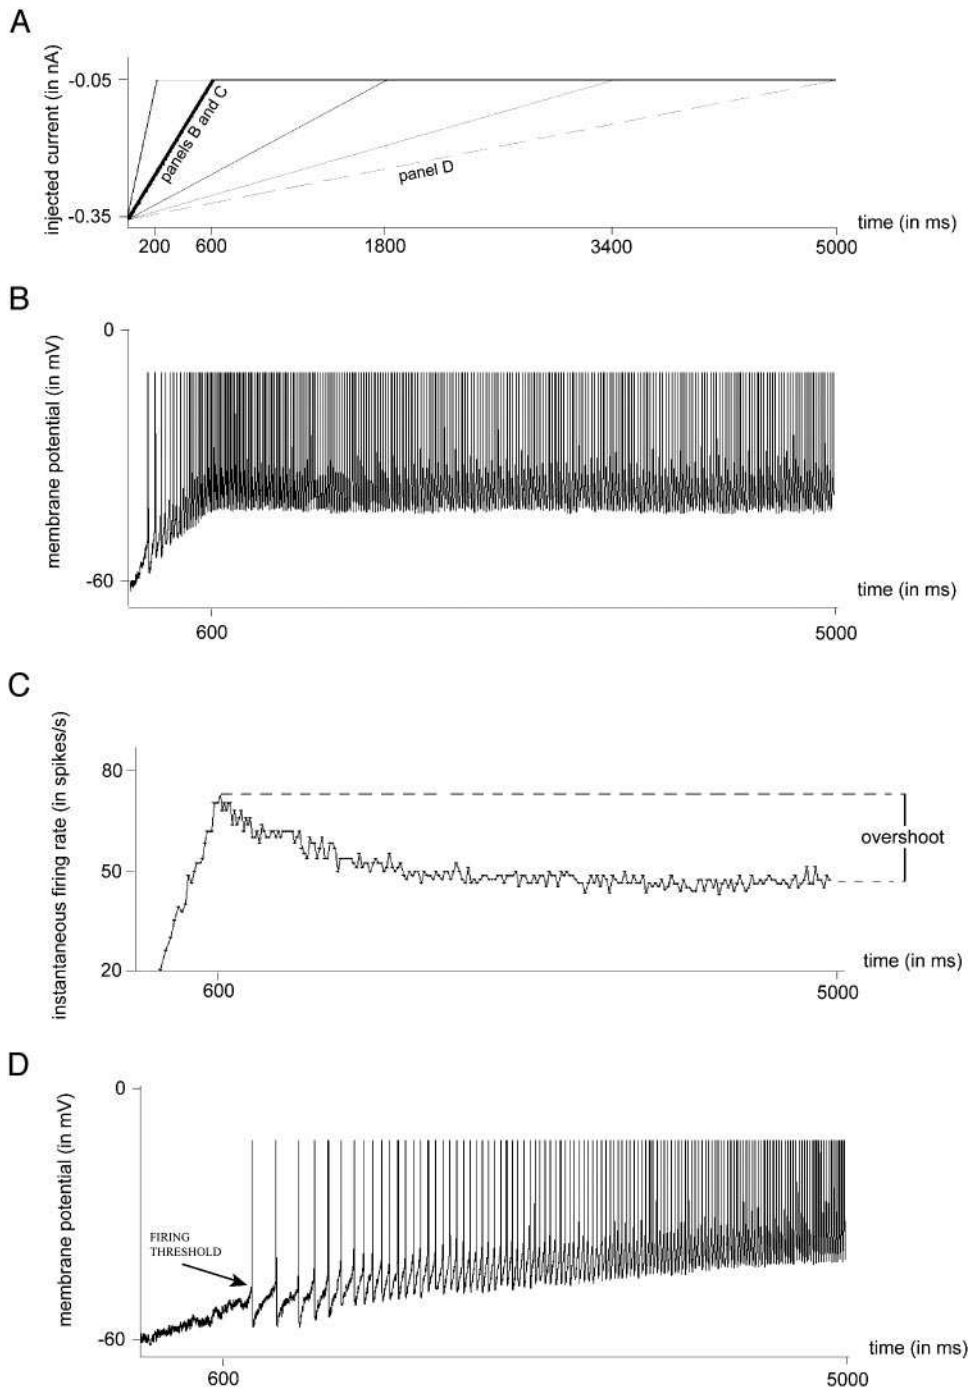 A
injected current (in nA)
-0.05
-0.35
panels B and C
panel D
time (in ms)
200 600 1800 3400 5000
B
membrane potential (in mV)
0
-60
time (in ms)
600 5000
C
instantaneous firing rate (in spikes/s)
80
50
20
overshoot
time (in ms)
600 5000
D
membrane potential (in mV)
0
-60
FIRING
THRESHOLD
time (in ms)
600 5000